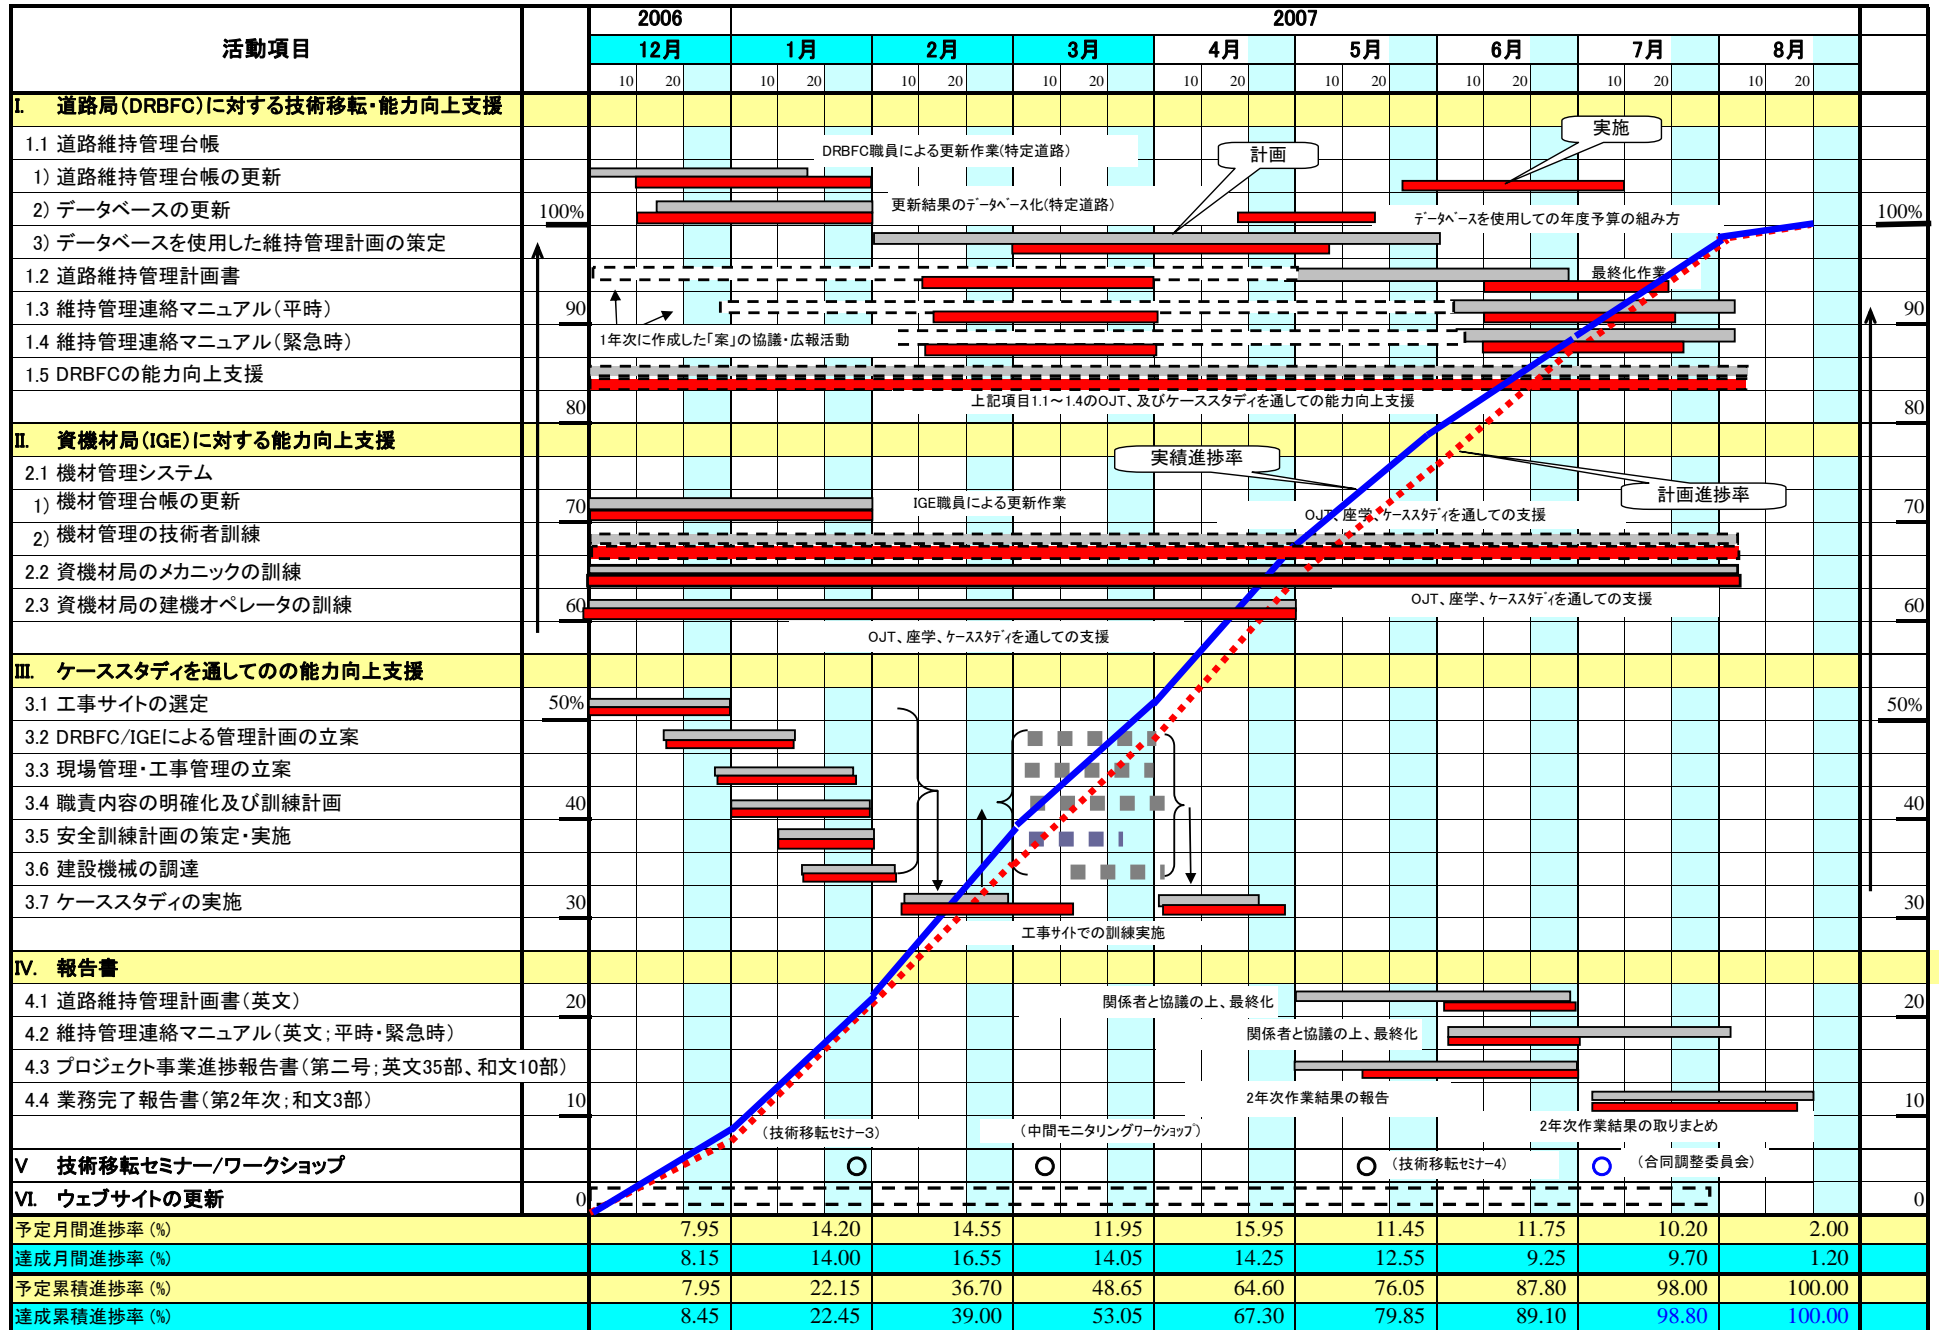 2006 2007
活動項目 12月 1月 2月 3月 4月 5月 6月 7月 8月
10 20 10 20 10 20 10 20 10 20 10 20 10 20 10 20 10 20
I. 道路局(DRBFC)に対する技術移転・能力向上支援
実施
1.1 道路維持管理台帳
DRBFC職員による更新作業(特定道路)
計画
1) 道路維持管理台帳の更新
2) データベースの更新 100% 更新結果のデータベース化(特定道路) データベースを使用しての年度予算の組み方 100%
3) データベースを使用した維持管理計画の策定
1.2 道路維持管理計画書 最終化作業
1.3 維持管理連絡マニュアル(平時) 90 90
1.4 維持管理連絡マニュアル(緊急時) 1年次に作成した「案」の協議・広報活動
1.5 DRBFCの能力向上支援
80 上記項目1.1～1.4のOJT、及びケーススタディを通しての能力向上支援 80
II. 資機材局(IGE)に対する能力向上支援
実績進捗率
2.1 機材管理システム
計画進捗率
1) 機材管理台帳の更新 70 IGE職員による更新作業 70
OJT、座学、ケーススタディを通しての支援
2) 機材管理の技術者訓練
2.2 資機材局のメカニックの訓練
2.3 資機材局の建機オペレータの訓練 60 OJT、座学、ケーススタディを通しての支援 60
OJT、座学、ケーススタディを通しての支援
III. ケーススタディを通してのの能力向上支援
3.1 工事サイトの選定 50% 50%
3.2 DRBFC/IGEによる管理計画の立案
3.3 現場管理・工事管理の立案
3.4 職責内容の明確化及び訓練計画 40 40
3.5 安全訓練計画の策定・実施
3.6 建設機械の調達
3.7 ケーススタディの実施 30 30
工事サイトでの訓練実施
IV. 報告書
4.1 道路維持管理計画書(英文) 20 関係者と協議の上、最終化 20
4.2 維持管理連絡マニュアル(英文;平時・緊急時) 関係者と協議の上、最終化
4.3 プロジェクト事業進捗報告書(第二号;英文35部、和文10部)
4.4 業務完了報告書(第2年次;和文3部) 10 2年次作業結果の報告 10
(技術移転セミナー3) (中間モニタリングワークショップ) 2年次作業結果の取りまとめ
V 技術移転セミナー/ワークショップ (技術移転セミナー4) (合同調整委員会)
VI. ウェブサイトの更新 0 0
予定月間進捗率(%) 7.95 14.20 14.55 11.95 15.95 11.45 11.75 10.20 2.00
達成月間進捗率(%) 8.15 14.00 16.55 14.05 14.25 12.55 9.25 9.70 1.20
予定累積進捗率(%) 7.95 22.15 36.70 48.65 64.60 76.05 87.80 98.00 100.00
達成累積進捗率(%) 8.45 22.45 39.00 53.05 67.30 79.85 89.10 98.80 100.00